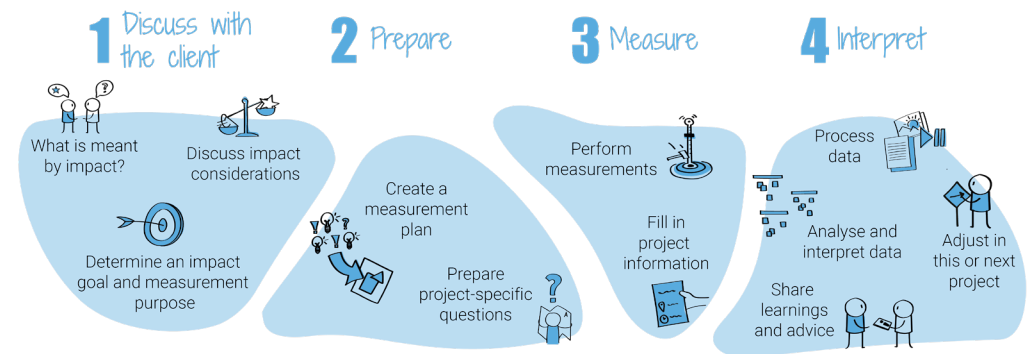 1 Discuss with
the client
2 Prepare
3 Measure
4 Interpret
What is meant
by impact?
Discuss impact
considerations
Determine an impact
goal and measurement
purpose
Create a
measurement
plan
Prepare
project-specific
questions
Perform
measurements
Fill in
project
information
Process
data
Analyse and
interpret data
Adjust in
this or next
project
Share
learnings
and advice